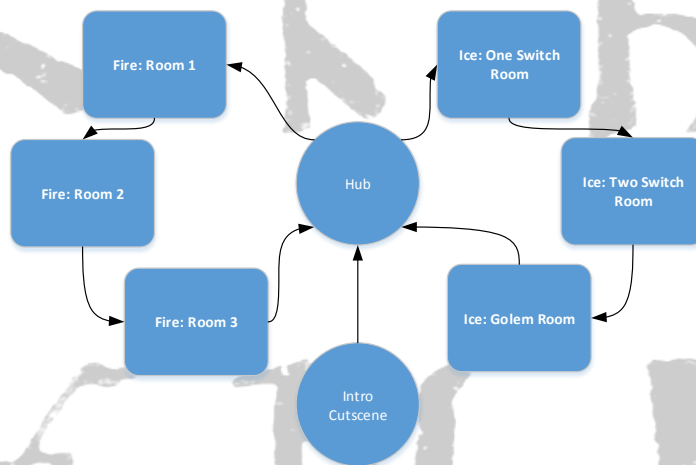 Fire: Room 1
Ice: One Switch
Room
Fire: Room 2
Hub
Ice: Two Switch
Room
Fire: Room 3
Ice: Golem Room
Intro
Cutscene